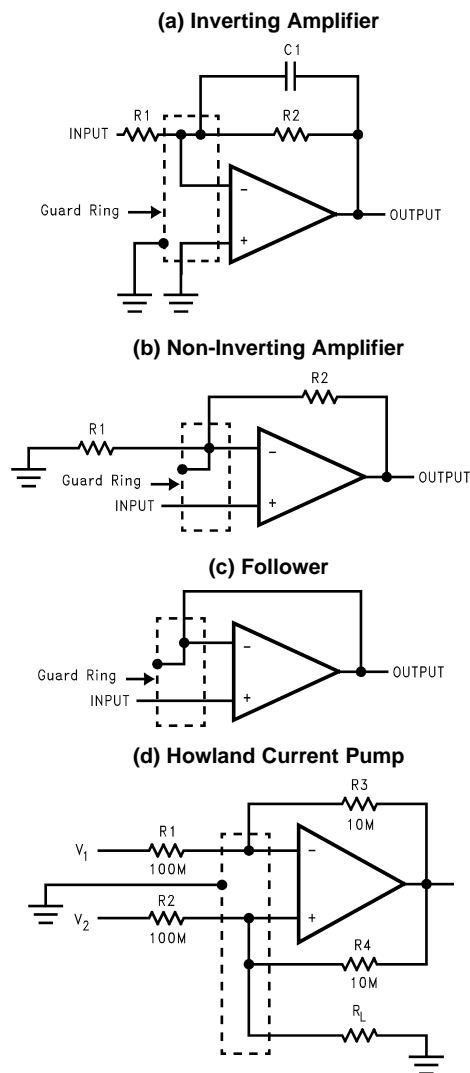 (a) Inverting Amplifier
C1
R1
R2
INPUT
-
Guard Ring
OUTPUT
+
(b) Non-Inverting Amplifier
R2
R1
-
Guard Ring
OUTPUT
INPUT
+
(c) Follower
-
Guard Ring
OUTPUT
INPUT
+
(d) Howland Current Pump
R3
10M
R1
V1
100M
-
R2
V2
100M
+
R4
10M
RL